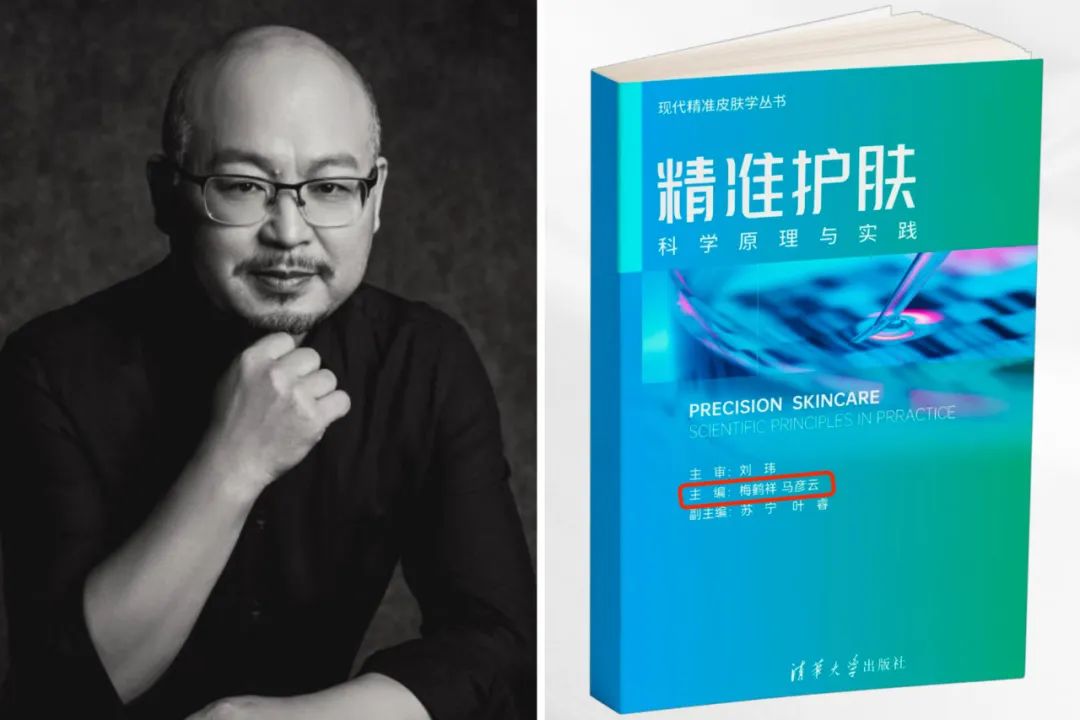 现代精准皮肤学丛书
精准护肤
科学原理与实践
PRECISION SKINCARE
SCIENTIFIC PRINCIPLES IN PRRACTICE
主 审：刘 玮
主 编：梅鹤祥 马彦云
副主编：苏 宁 叶 睿
清华大学出版社